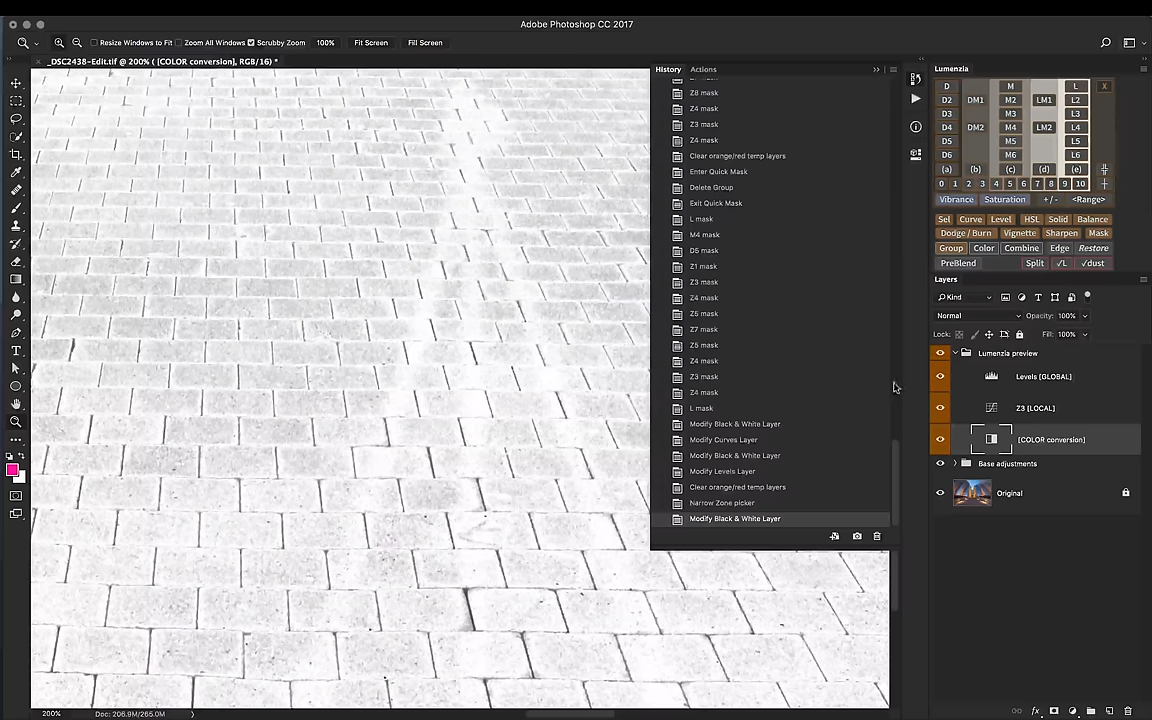 Adobe Photoshop CC 2017
Resize Windows to Fit Zoom All Windows Scrubby Zoom 100% Fit Screen Fill Screen
_DSC2438-Edit.tif @ 200% ( [COLOR conversion], RGB/16) *
History Actions
Z8 mask
Z4 mask
Z3 mask
Z4 mask
Clear orange/red temp layers
Enter Quick Mask
Delete Group
Exit Quick Mask
L mask
M4 mask
D5 mask
Z1 mask
Z3 mask
Z4 mask
Z5 mask
Z7 mask
Z5 mask
Z4 mask
Z3 mask
Z4 mask
L mask
Modify Black & White Layer
Modify Curves Layer
Modify Black & White Layer
Modify Levels Layer
Clear orange/red temp layers
Narrow Zone picker
Modify Black & White Layer
Lumenzia
D M L X
D2 DM1 M2 LM1 L2
D3 M3 L3
D4 DM2 M4 LM2 L4
D5 M5 L5
D6 M6 L6
(a) (b) (c) (d) (e)
0 1 2 3 4 5 6 7 8 9 10
Vibrance Saturation +/- <Range>
Sel Curve Level HSL Solid Balance
Dodge / Burn Vignette Sharpen Mask
Group Color Combine Edge Restore
PreBlend Split √L √dust
Layers
Kind
Normal Opacity: 100%
Lock: Fill: 100%
Lumenzia preview
Levels [GLOBAL]
Z3 [LOCAL]
[COLOR conversion]
Base adjustments
Original
200% Doc: 206.9M/265.0M